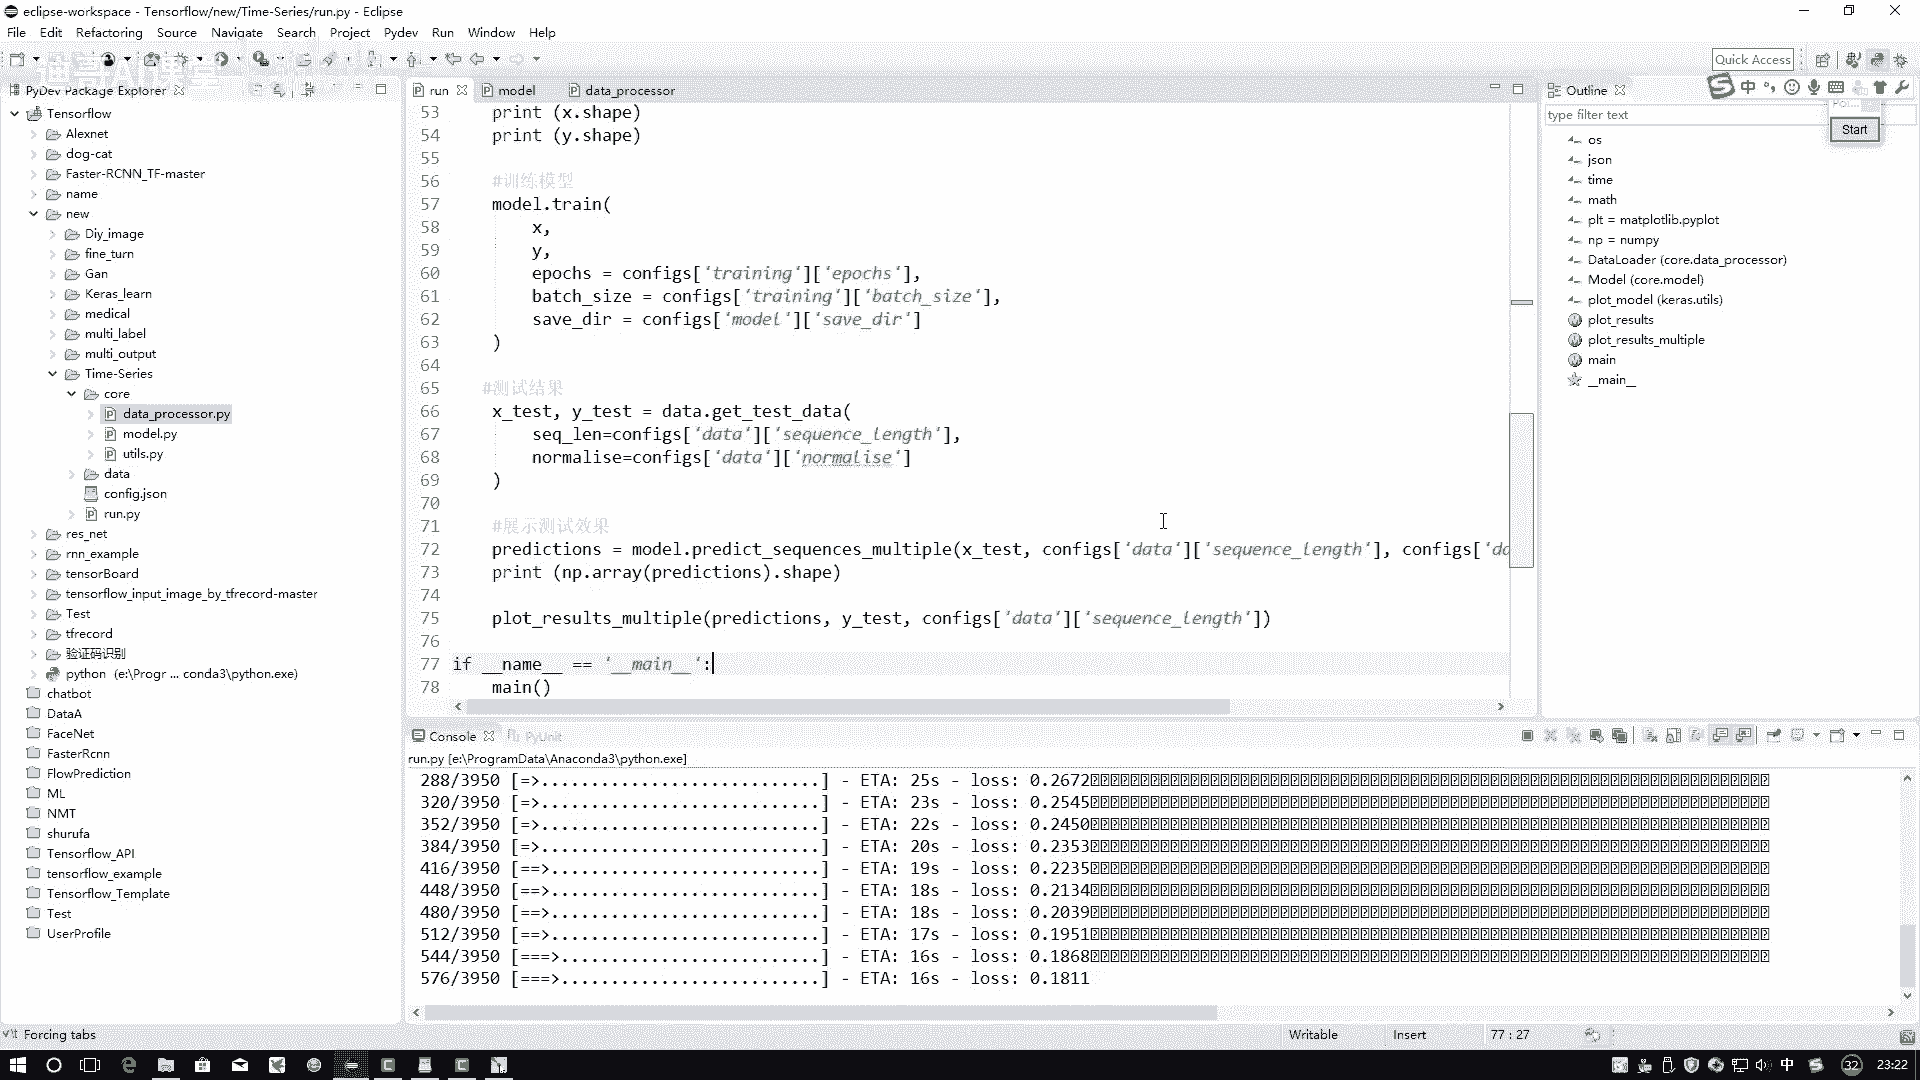 eclipse-workspace - Tensorflow/new/Time-Series/run.py - Eclipse
File Edit Refactoring Source Navigate Search Project Pydev Run Window Help
Quick Access
迪哥AI课堂
PyDev Package Explorer
Tensorflow
Alexnet
dog-cat
Faster-RCNN_TF-master
name
new
Diy_image
fine_turn
Gan
Keras_learn
medical
multi_label
multi_output
Time-Series
core
data_processor.py
model.py
utils.py
data
config.json
run.py
res_net
rnn_example
tensorBoard
tensorflow_input_image_by_tfrecord-master
Test
tfrecord
验证码识别
python (e:\Progr ... conda3\python.exe)
chatbot
DataA
FaceNet
FasterRcnn
FlowPrediction
ML
NMT
shurufa
Tensorflow_API
tensorflow_example
Tensorflow_Template
Test
UserProfile
run model data_processor
53 print (x.shape)
54 print (y.shape)
55
56 #训练模型
57 model.train(
58 x,
59 y,
60 epochs = configs['training']['epochs'],
61 batch_size = configs['training']['batch_size'],
62 save_dir = configs['model']['save_dir']
63 )
64
65 #测试结果
66 x_test, y_test = data.get_test_data(
67 seq_len=configs['data']['sequence_length'],
68 normalise=configs['data']['normalise']
69 )
70
71 #展示测试效果
72 predictions = model.predict_sequences_multiple(x_test, configs['data']['sequence_length'], configs['da
73 print (np.array(predictions).shape)
74
75 plot_results_multiple(predictions, y_test, configs['data']['sequence_length'])
76
77 if __name__ == '__main__':
78 main()
Outline
中
type filter text
Start
os
json
time
math
plt = matplotlib.pyplot
np = numpy
DataLoader (core.data_processor)
Model (core.model)
plot_model (keras.utils)
plot_results
plot_results_multiple
main
__main__
Console PyUnit
run.py [e:\ProgramData\Anaconda3\python.exe]
288/3950 [=>............................] - ETA: 25s - loss: 0.2672
320/3950 [=>............................] - ETA: 23s - loss: 0.2545
352/3950 [=>............................] - ETA: 22s - loss: 0.2450
384/3950 [=>............................] - ETA: 20s - loss: 0.2353
416/3950 [==>...........................] - ETA: 19s - loss: 0.2235
448/3950 [==>...........................] - ETA: 18s - loss: 0.2134
480/3950 [==>...........................] - ETA: 18s - loss: 0.2039
512/3950 [==>...........................] - ETA: 17s - loss: 0.1951
544/3950 [===>..........................] - ETA: 16s - loss: 0.1868
576/3950 [===>..........................] - ETA: 16s - loss: 0.1811
Forcing tabs
Writable Insert 77 : 27
中 32 23:22